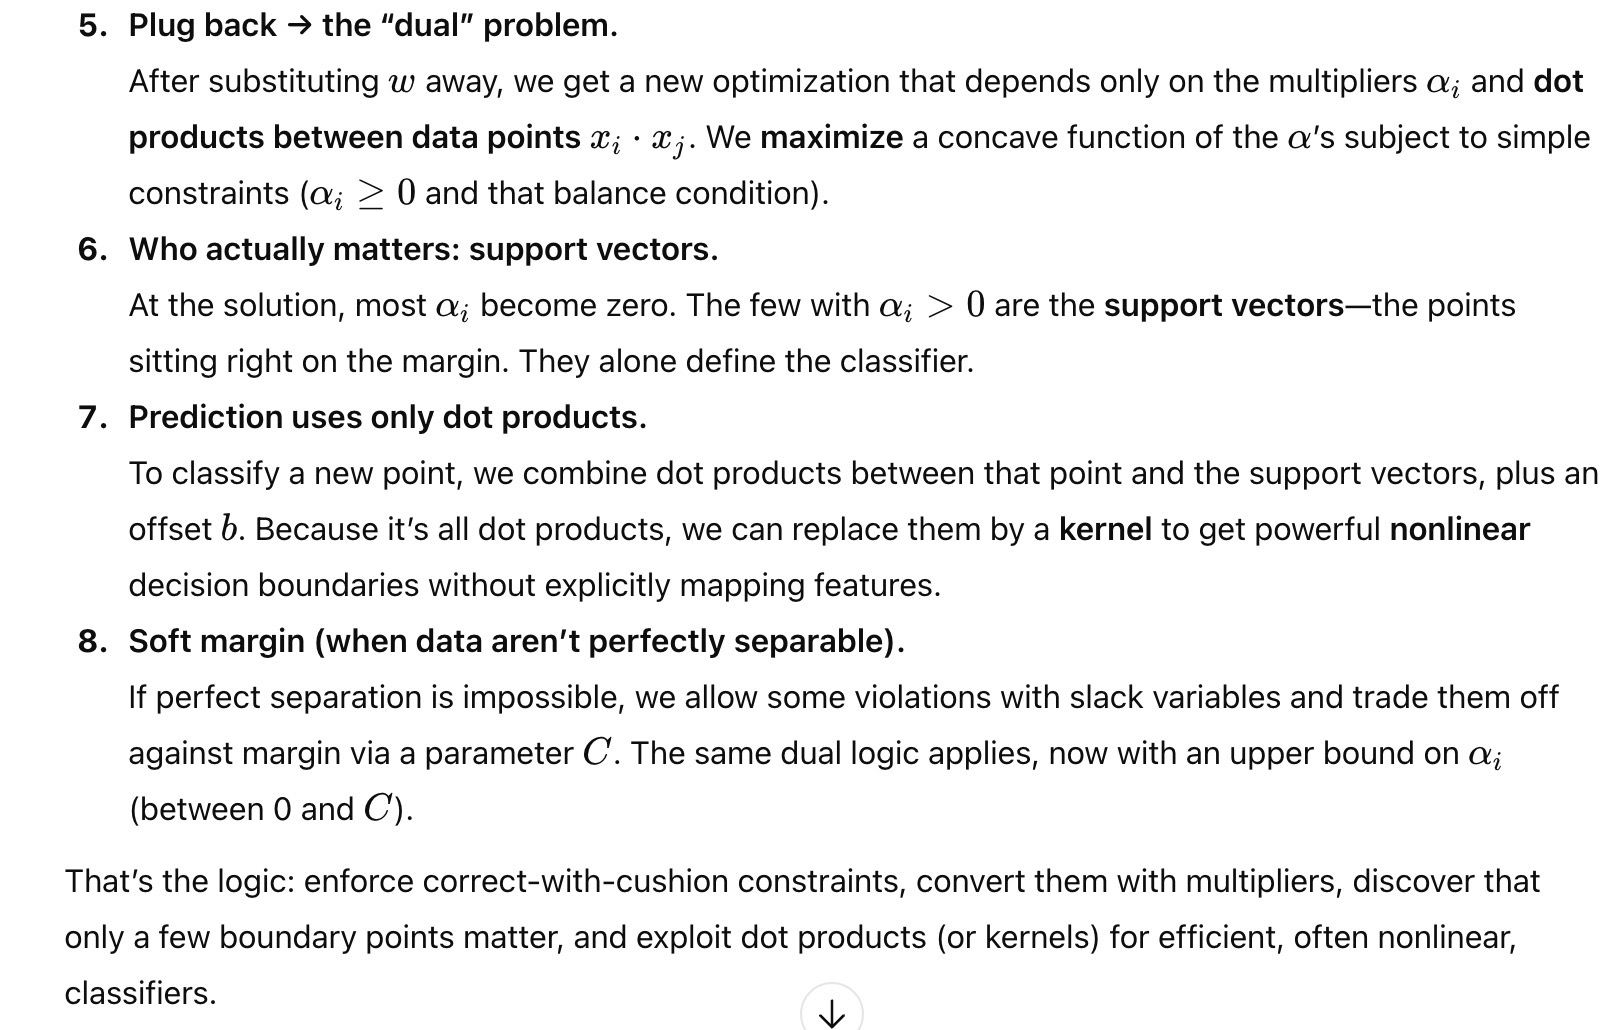 5. Plug back → the “dual” problem.
After substituting w away, we get a new optimization that depends only on the multipliers αᵢ and dot
products between data points xᵢ · xⱼ. We maximize a concave function of the α’s subject to simple
constraints (αᵢ ≥ 0 and that balance condition).
6. Who actually matters: support vectors.
At the solution, most αᵢ become zero. The few with αᵢ > 0 are the support vectors—the points
sitting right on the margin. They alone define the classifier.
7. Prediction uses only dot products.
To classify a new point, we combine dot products between that point and the support vectors, plus an
offset b. Because it’s all dot products, we can replace them by a kernel to get powerful nonlinear
decision boundaries without explicitly mapping features.
8. Soft margin (when data aren’t perfectly separable).
If perfect separation is impossible, we allow some violations with slack variables and trade them off
against margin via a parameter C. The same dual logic applies, now with an upper bound on αᵢ
(between 0 and C).
That’s the logic: enforce correct-with-cushion constraints, convert them with multipliers, discover that
only a few boundary points matter, and exploit dot products (or kernels) for efficient, often nonlinear,
classifiers.